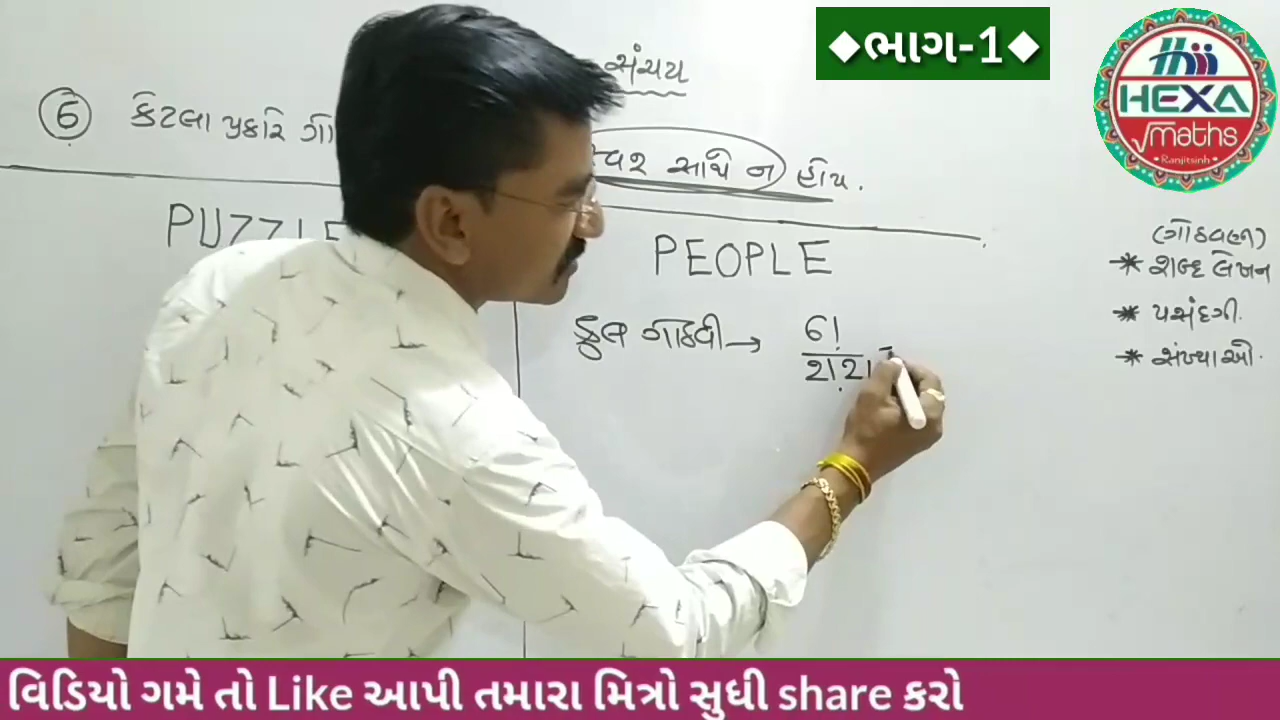 ◆ભાગ-1◆
સંચય
HEXA
√maths
• Ranjitsinh •
6 કેટલા પ્રકારે ગો
સ્વર સાથે ન હોય.
PUZZLE
PEOPLE
કુલ ગોઠવણી → 6!
2!2! =
(ગોઠવણ)
* શબ્દ લેખન
* પસંદગી.
* સંખ્યાઓ.
વિડિયો ગમે તો Like આપી તમારા મિત્રો સુધી share કરો